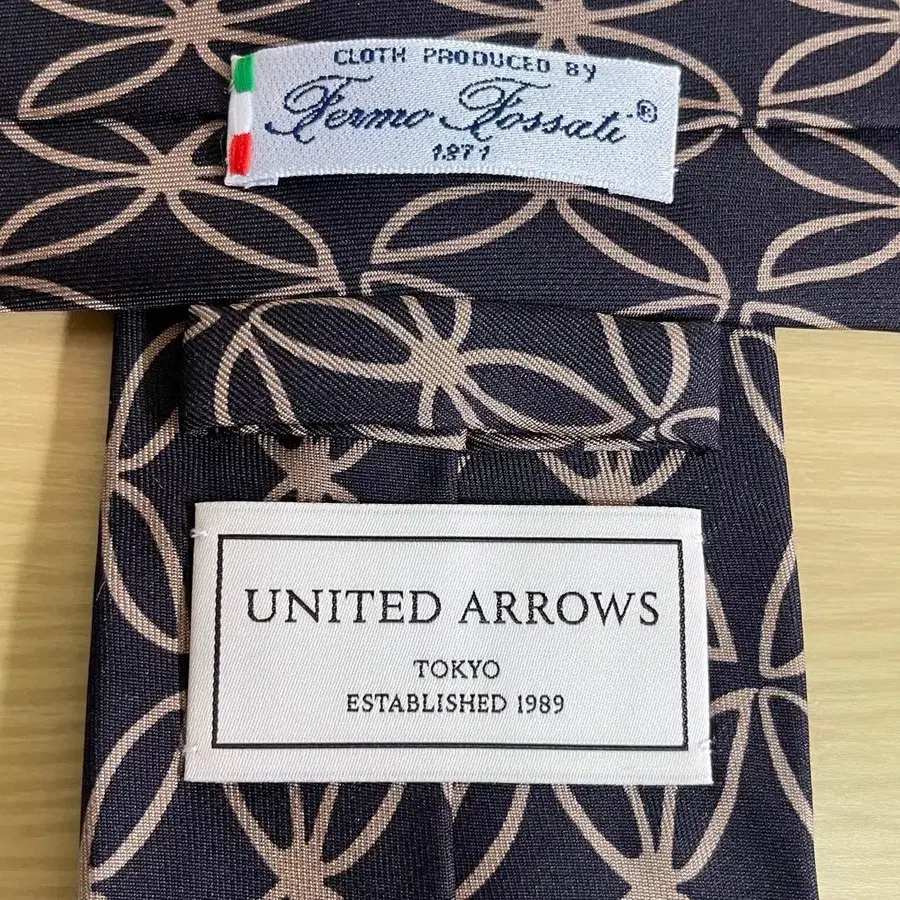 CLOTH PRODUCED BY
Fermo Fossati®
1871
UNITED ARROWS
TOKYO
ESTABLISHED 1989